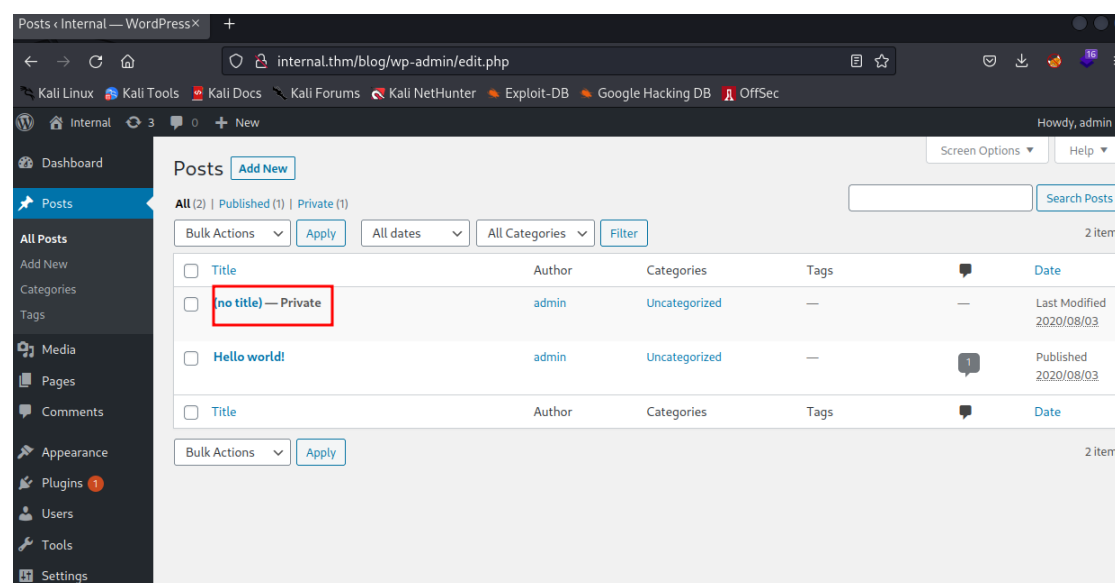 Posts ‹ Internal — WordPress × +
internal.thm/blog/wp-admin/edit.php
16
Kali Linux Kali Tools Kali Docs Kali Forums Kali NetHunter Exploit-DB Google Hacking DB OffSec
Internal 3 0 + New Howdy, admin
Screen Options ▼ Help ▼
Dashboard
Posts Add New
Posts
All (2) | Published (1) | Private (1)
Search Posts
Bulk Actions Apply All dates All Categories Filter 2 item
All Posts
Add New
Categories
Tags
Title Author Categories Tags Date
(no title) — Private admin Uncategorized — — Last Modified
2020/08/03
Media
Hello world! admin Uncategorized — 1 Published
2020/08/03
Pages
Comments
Title Author Categories Tags Date
Appearance
Bulk Actions Apply 2 item
Plugins 1
Users
Tools
Settings